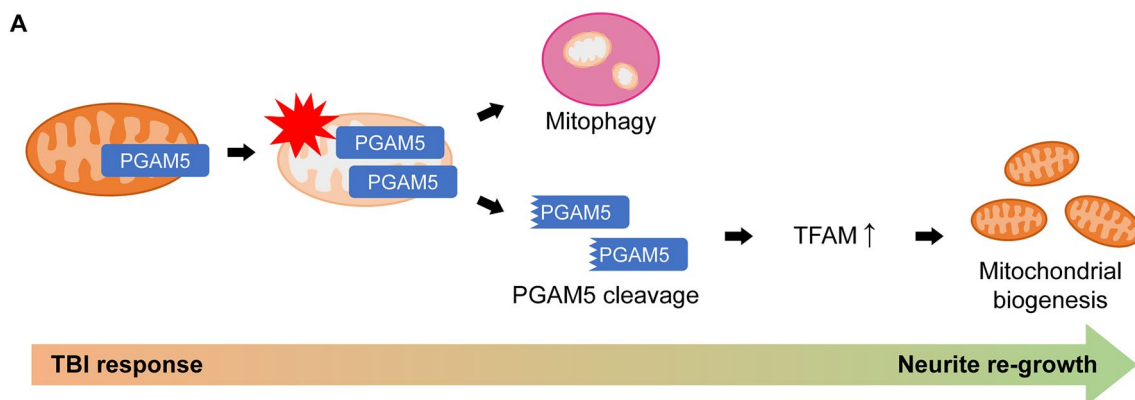 A
PGAM5
PGAM5
PGAM5
Mitophagy
PGAM5
PGAM5
PGAM5 cleavage
TFAM ↑
Mitochondrial
biogenesis
TBI response
Neurite re-growth